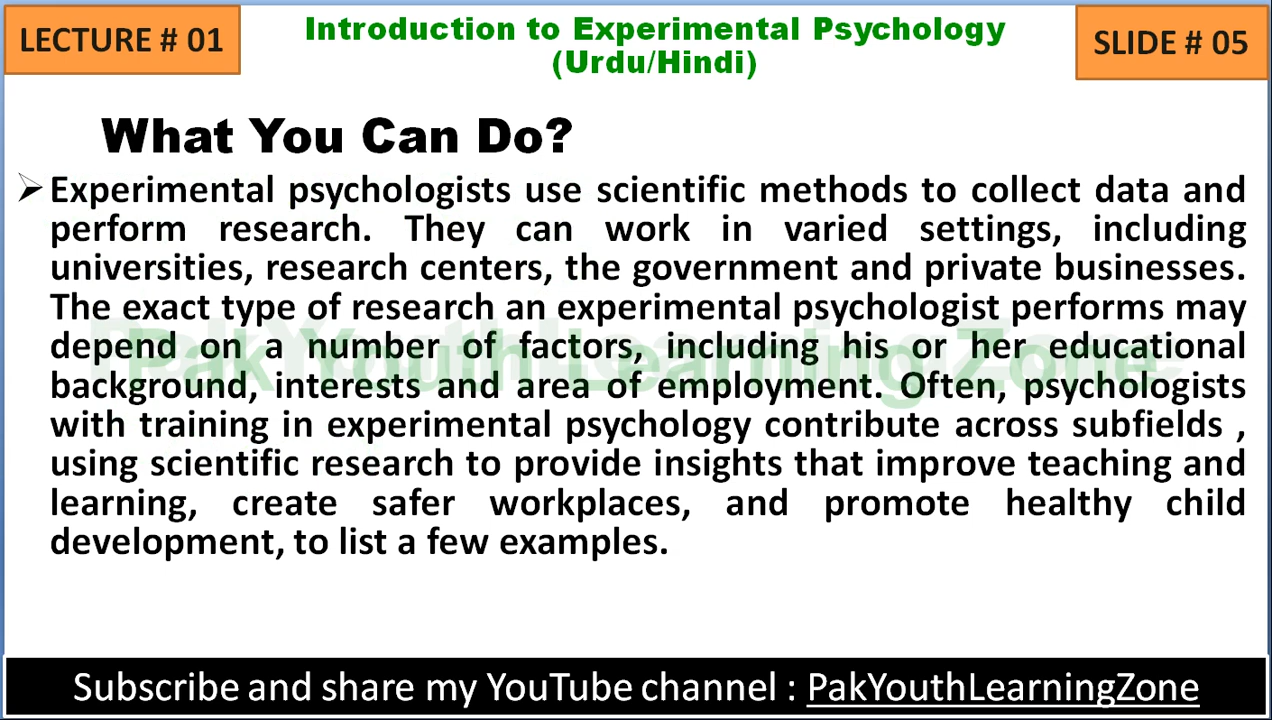 LECTURE # 01
Introduction to Experimental Psychology
(Urdu/Hindi)
SLIDE # 05
What You Can Do?
➢ Experimental psychologists use scientific methods to collect data and
perform research. They can work in varied settings, including
universities, research centers, the government and private businesses.
The exact type of research an experimental psychologist performs may
depend on a number of factors, including his or her educational
background, interests and area of employment. Often, psychologists
with training in experimental psychology contribute across subfields ,
using scientific research to provide insights that improve teaching and
learning, create safer workplaces, and promote healthy child
development, to list a few examples.
Pak Youth Learning Zone
Subscribe and share my YouTube channel : PakYouthLearningZone